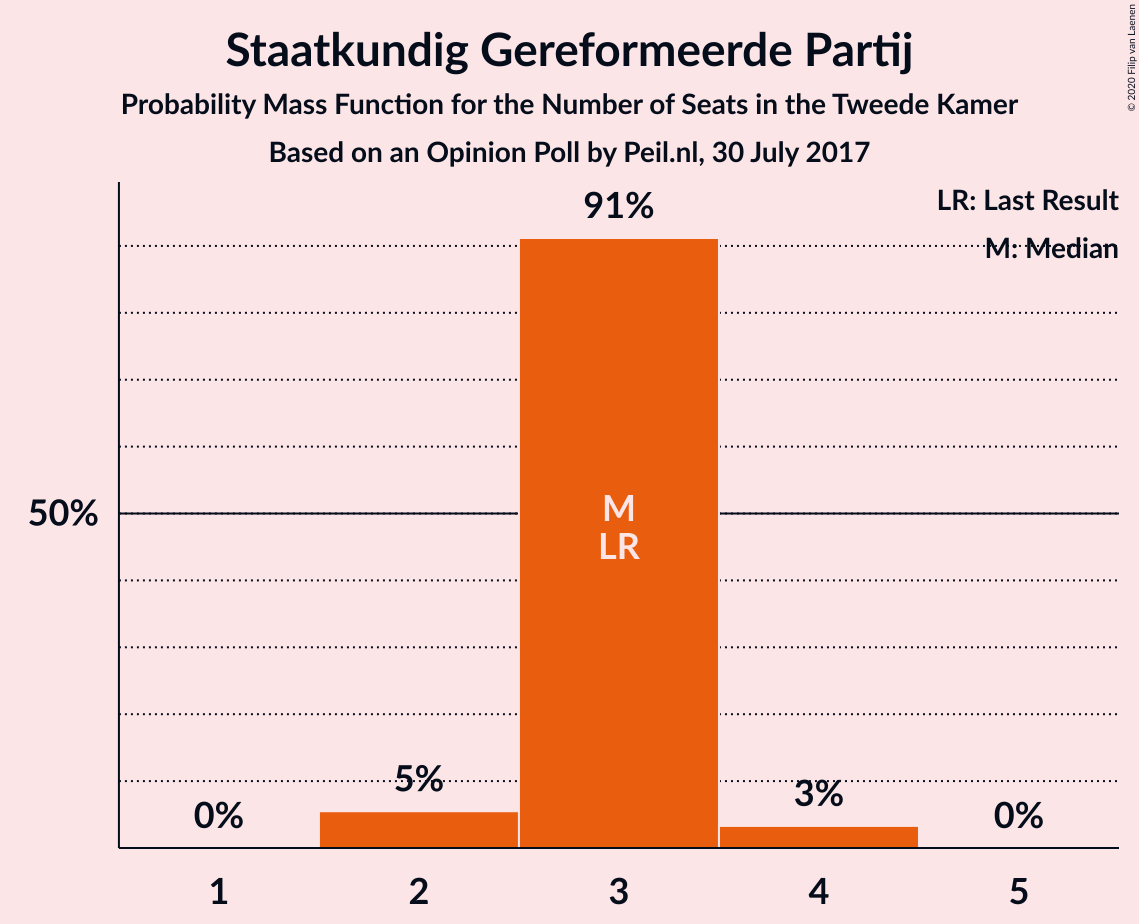 Staatkundig Gereformeerde Partij
Probability Mass Function for the Number of Seats in the Tweede Kamer
Based on an Opinion Poll by Peil.nl, 30 July 2017
© 2020 Filip van Laenen
LR: Last Result
M: Median
91%
50%
M
LR
5%
3%
0%
0%
1
2
3
4
5